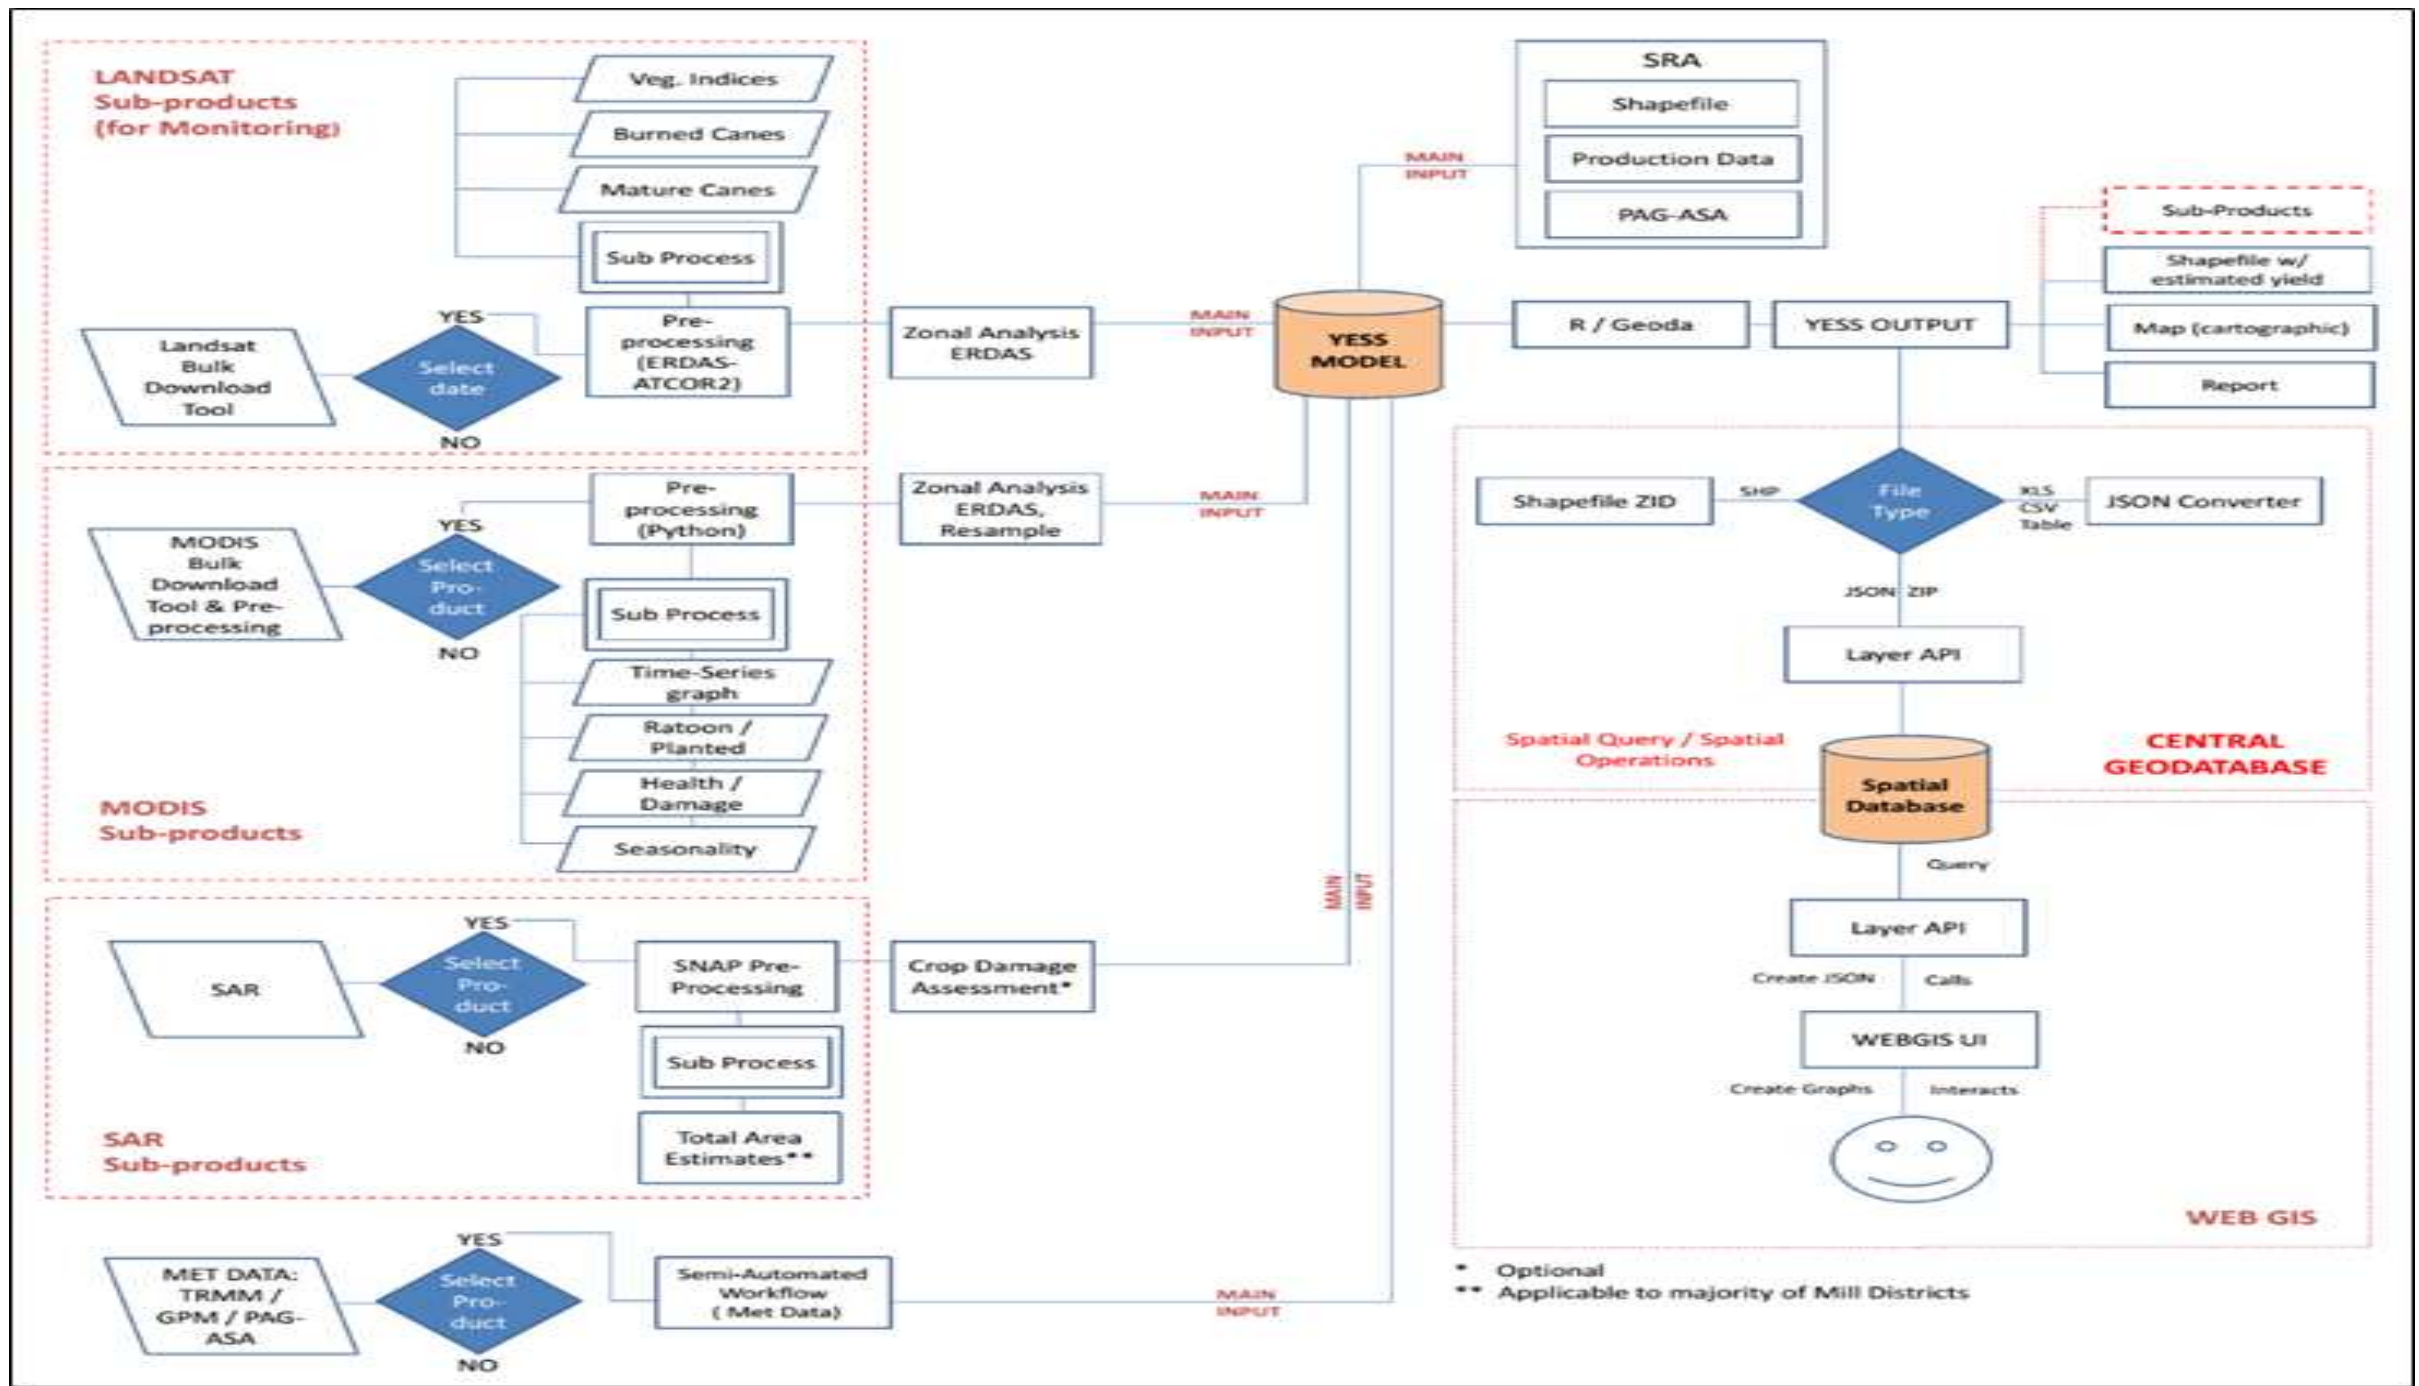 LANDSAT
Sub-products
(for Monitoring)
Veg. Indices
Burned Canes
Mature Canes
Sub Process
Landsat
Bulk
Download
Tool
YES
Select
date
NO
Pre-
processing
(ERDAS-
ATCOR2)
Zonal Analysis
ERDAS
MAIN
INPUT
MODIS
Bulk
Download
Tool & Pre-
processing
YES
Select
Pro-
duct
NO
Pre-
processing
(Python)
Zonal Analysis
ERDAS,
Resample
MAIN
INPUT
Sub Process
Time-Series
graph
Ratoon /
Planted
Health /
Damage
Seasonality
MODIS
Sub-products
SAR
YES
Select
Pro-
duct
NO
SNAP Pre-
Processing
Crop Damage
Assessment*
MAIN
INPUT
Sub Process
Total Area
Estimates**
SAR
Sub-products
MET DATA:
TRMM /
GPM / PAG-
ASA
YES
Select
Pro-
duct
NO
Semi-Automated
Workflow
( Met Data)
MAIN
INPUT
SRA
Shapefile
Production Data
PAG-ASA
MAIN
INPUT
YESS
MODEL
R / Geoda
YESS OUTPUT
Sub-Products
Shapefile w/
estimated yield
Map (cartographic)
Report
Shapefile ZID
SHP
File
Type
XLS
CSV
Table
JSON Converter
JSON ZIP
Layer API
Spatial Query / Spatial
Operations
CENTRAL
GEODATABASE
Spatial
Database
Query
Layer API
Create JSON
Calls
WEBGIS UI
Create Graphs
Interacts
WEB GIS
* Optional
** Applicable to majority of Mill Districts